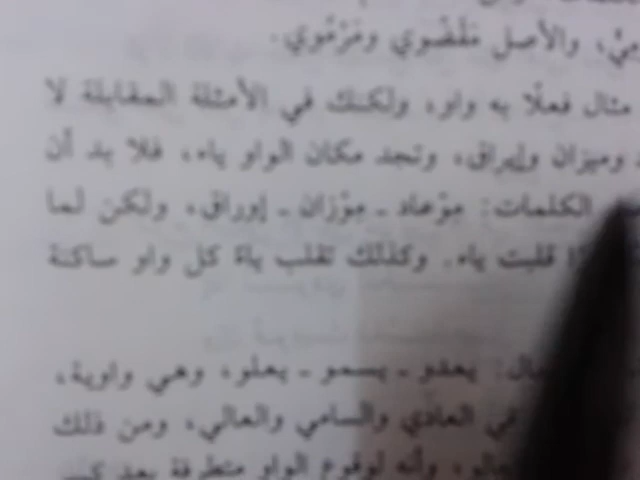 مِيٌّ، والأصل مَقْضُوي ومَرْمُوي.
مثال فعلًا به واو، ولكنك في الأمثلة المقابلة لا
وميزان وإيراق، وتجد مكان الواو ياء، فلا بد أن
الكلمات: مِوْعاد ـ مِوْزان ـ إوراق، ولكن لما
قلبت ياء. وكذلك تقلب ياءً كل واو ساكنة
يعدو ـ يسمو ـ يعلو، وهي واوية،
في العادي والسامي والعالي، ومن ذلك
وأنه لوقوع الواو متطرفة بعد كسر